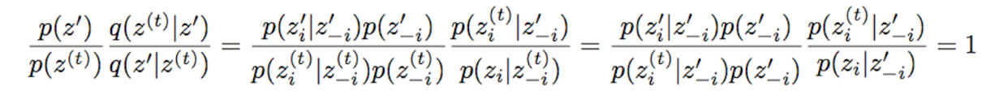 \frac{p(z')}{p(z^{(t)})} \frac{q(z^{(t)}|z')}{q(z'|z^{(t)})} = \frac{p(z'_i|z'_{-i})p(z'_{-i})}{p(z_i^{(t)}|z_{-i}^{(t)})p(z_{-i}^{(t)})} \frac{p(z_i^{(t)}|z'_{-i})}{p(z_i|z_{-i}^{(t)})} = \frac{p(z'_i|z'_{-i})p(z'_{-i})}{p(z_i^{(t)}|z'_{-i})p(z'_{-i})} \frac{p(z_i^{(t)}|z'_{-i})}{p(z_i|z'_{-i})} = 1